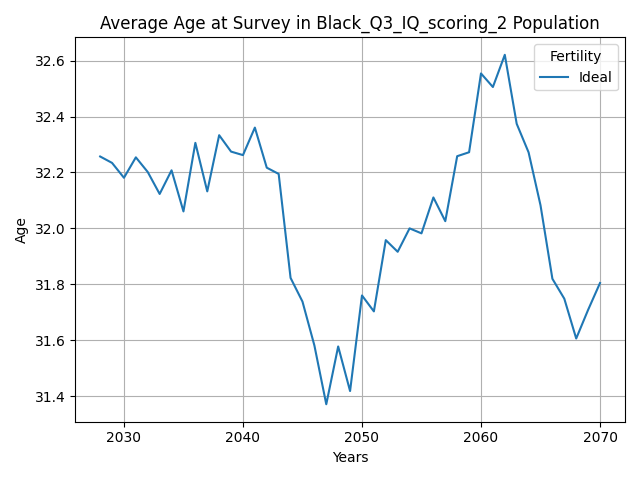 Average Age at Survey in Black_Q3_IQ_scoring_2 Population
Fertility
Ideal
Age
32.6
32.4
32.2
32.0
31.8
31.6
31.4
2030 2040 2050 2060 2070
Years